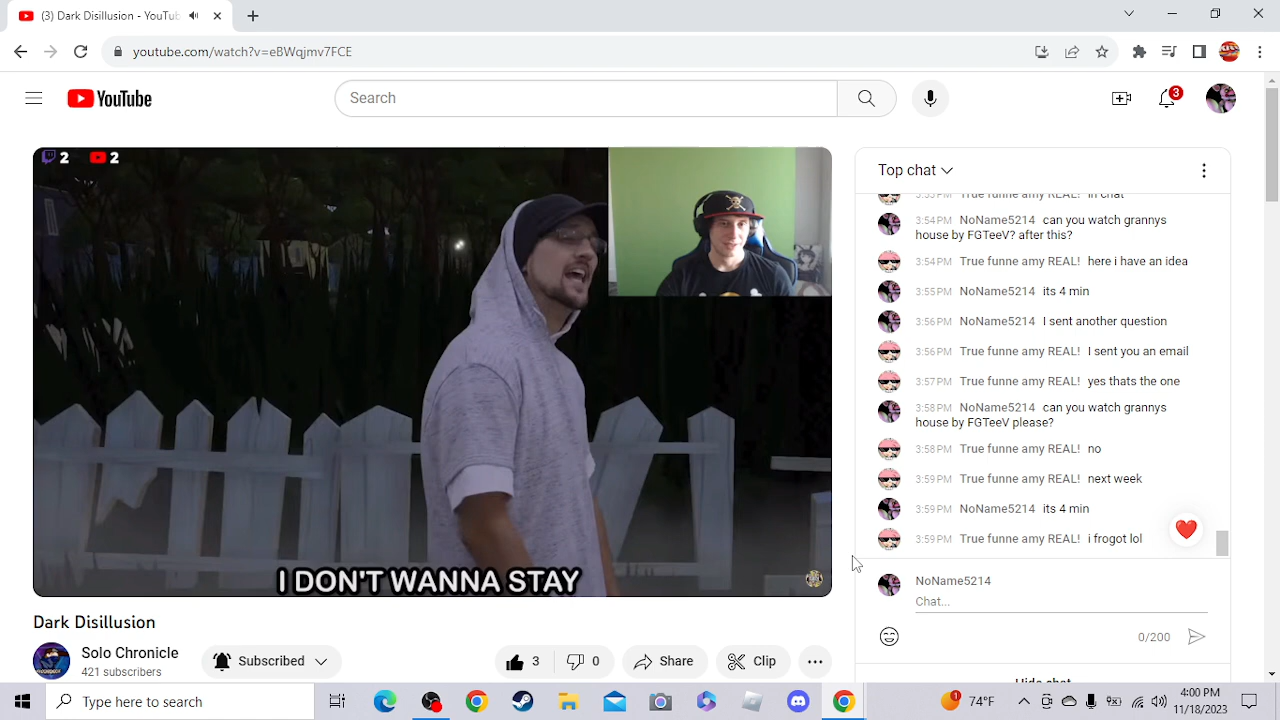 (3) Dark Disillusion - YouTub
youtube.com/watch?v=eBWqjmv7FCE
YouTube
Search
3
2 2
Top chat
3:53 PM True funne amy REAL! in chat
3:54 PM NoName5214 can you watch grannys
house by FGTeeV? after this?
3:54 PM True funne amy REAL! here i have an idea
3:55 PM NoName5214 its 4 min
3:56 PM NoName5214 I sent another question
3:56 PM True funne amy REAL! I sent you an email
3:57 PM True funne amy REAL! yes thats the one
3:58 PM NoName5214 can you watch grannys
house by FGTeeV please?
3:58 PM True funne amy REAL! no
3:59 PM True funne amy REAL! next week
3:59 PM NoName5214 its 4 min
3:59 PM True funne amy REAL! i frogot lol
I DON'T WANNA STAY
NoName5214
Chat...
0/200
Dark Disillusion
Solo Chronicle
421 subscribers
Subscribed
3
0
Share
Clip
Hide chat
Type here to search
1
74°F
4:00 PM
11/18/2023